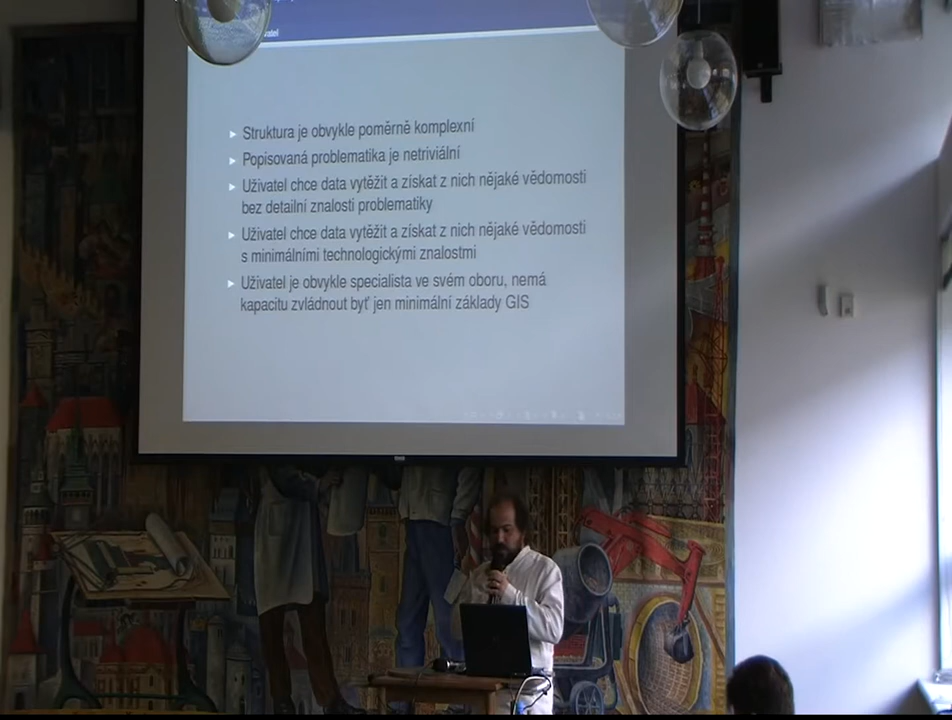 Struktura je obvykle poměrně komplexní
Popisovaná problematika je netriviální
Uživatel chce data vytěžit a získat z nich nějaké vědomosti
bez detailní znalosti problematiky
Uživatel chce data vytěžit a získat z nich nějaké vědomosti
s minimálními technologickými znalostmi
Uživatel je obvykle specialista ve svém oboru, nemá
kapacitu zvládnout byť jen minimální základy GIS